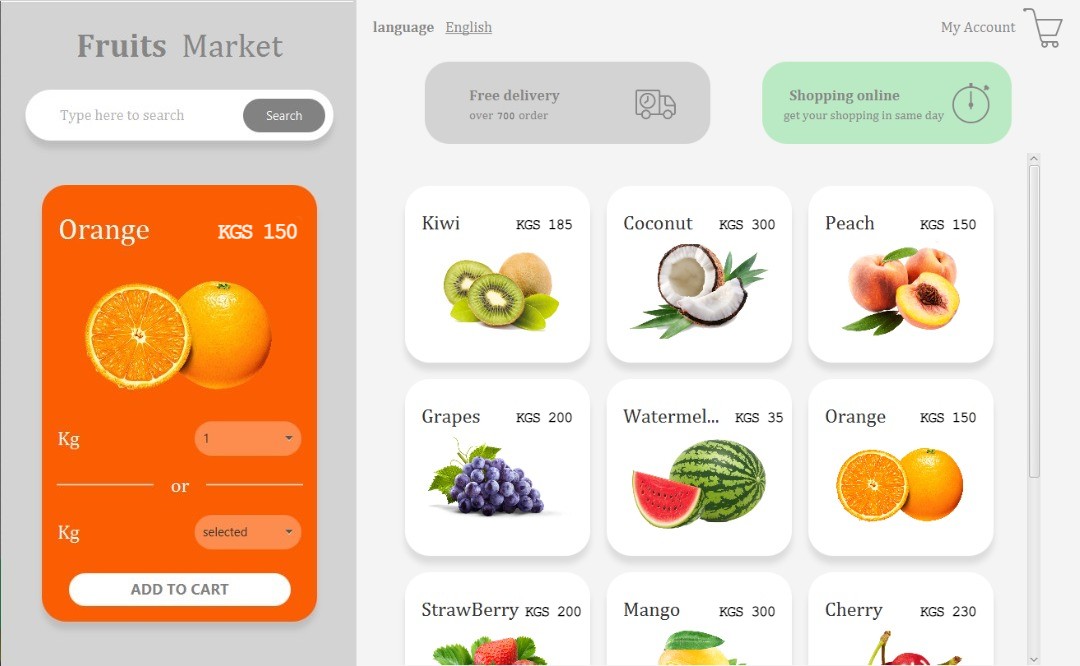 Fruits Market
Type here to search
Search
Orange
KGS 150
Kg
1
or
Kg
selected
ADD TO CART
language English
My Account
Free delivery
over 700 order
Shopping online
get your shopping in same day
Kiwi KGS 185
Coconut KGS 300
Peach KGS 150
Grapes KGS 200
Watermel... KGS 35
Orange KGS 150
StrawBerry KGS 200
Mango KGS 300
Cherry KGS 230